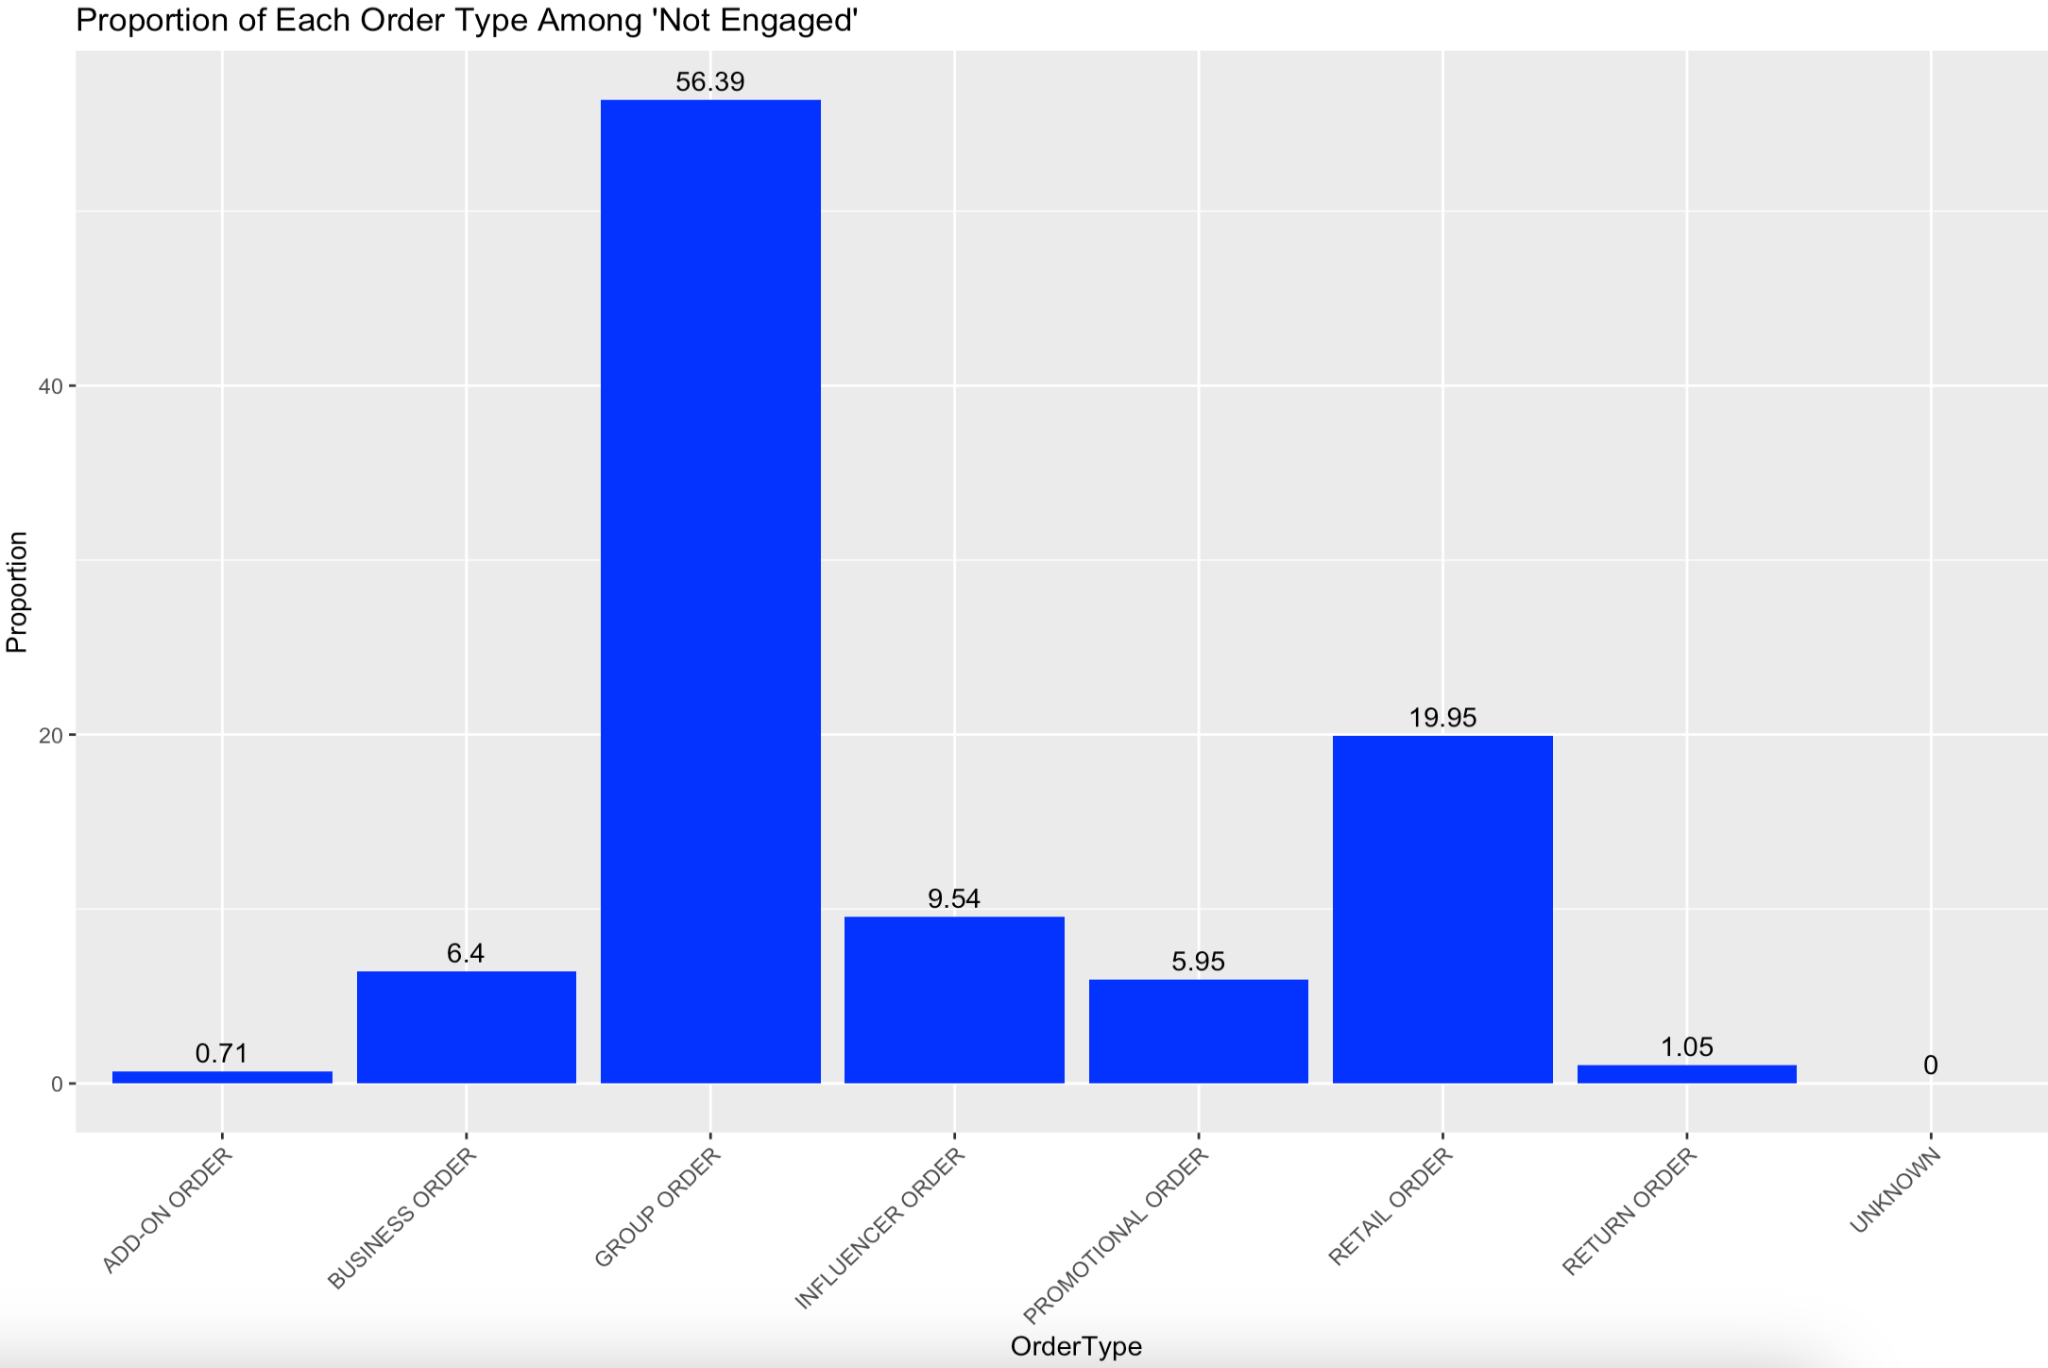 Proportion of Each Order Type Among 'Not Engaged'
56.39
40
Proportion
20
19.95
9.54
6.4
5.95
0.71
1.05
0
0
ADD-ON ORDER
BUSINESS ORDER
GROUP ORDER
INFLUENCER ORDER
PROMOTIONAL ORDER
RETAIL ORDER
RETURN ORDER
UNKNOWN
OrderType